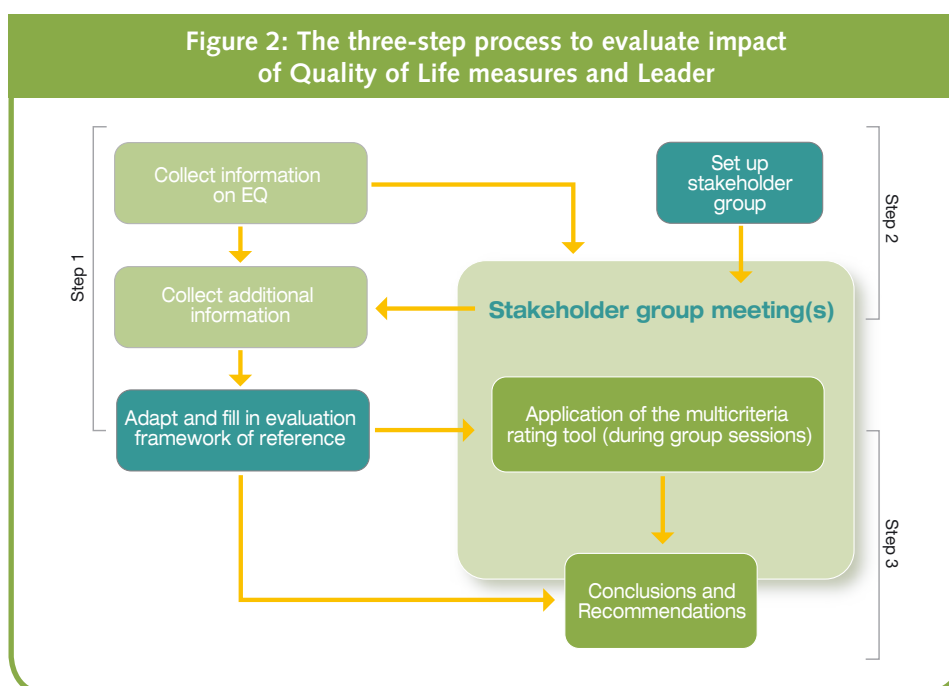 Figure 2: The three-step process to evaluate impact
of Quality of Life measures and Leader
Step 1
Collect information
on EQ
Set up
stakeholder
group
Step 2
Collect additional
information
Stakeholder group meeting(s)
Adapt and fill in evaluation
framework of reference
Application of the multicriteria
rating tool (during group sessions)
Step 3
Conclusions and
Recommendations